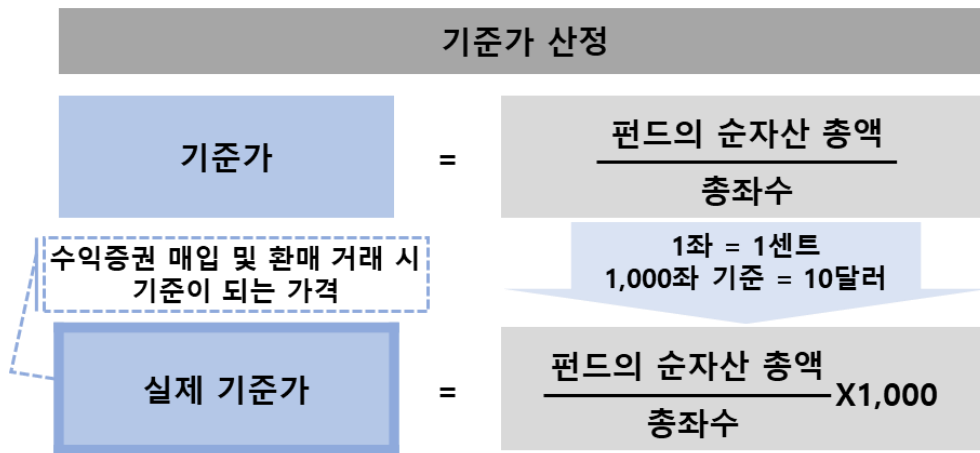 기준가 산정
기준가
=
펀드의 순자산 총액
총좌수
수익증권 매입 및 환매 거래 시
기준이 되는 가격
1좌 = 1센트
1,000좌 기준 = 10달러
실제 기준가
=
펀드의 순자산 총액
총좌수
X1,000